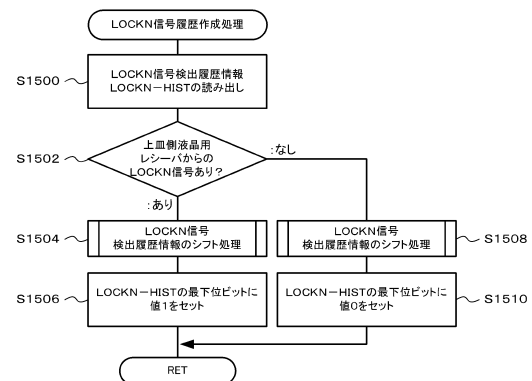 LOCKN信号履歴作成処理
S1500
LOCKN信号検出履歴情報
LOCKN－HISTの読み出し
S1502
上皿側液晶用
レシーバからの
LOCKN信号あり？
：なし
：あり
S1504
LOCKN信号
検出履歴情報のシフト処理
LOCKN信号
検出履歴情報のシフト処理
S1508
S1506
LOCKN－HISTの最下位ビットに
値1をセット
LOCKN－HISTの最下位ビットに
値0をセット
S1510
RET